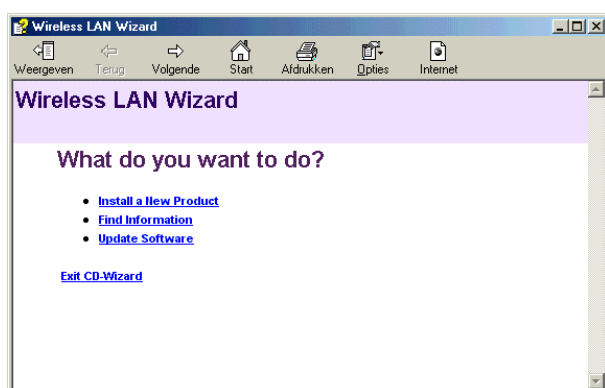 Wireless LAN Wizard
Weergeven Terug Volgende Start Afdrukken Opties Internet
Wireless LAN Wizard
What do you want to do?
• Install a New Product
• Find Information
• Update Software
Exit CD-Wizard